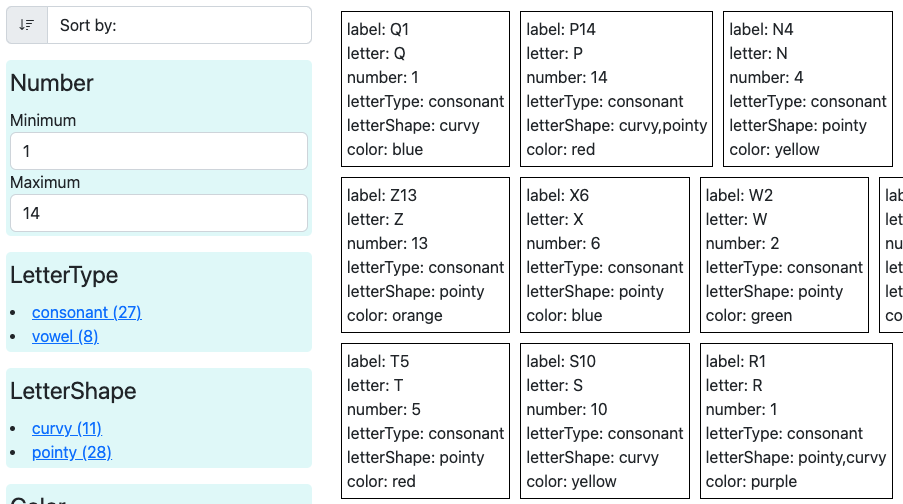 Sort by:
Number
Minimum
1
Maximum
14
LetterType
consonant (27)
vowel (8)
LetterShape
curvy (11)
pointy (28)
Color
label: Q1
letter: Q
number: 1
letterType: consonant
letterShape: curvy
color: blue
label: P14
letter: P
number: 14
letterType: consonant
letterShape: curvy,pointy
color: red
label: N4
letter: N
number: 4
letterType: consonant
letterShape: pointy
color: yellow
label: Z13
letter: Z
number: 13
letterType: consonant
letterShape: pointy
color: orange
label: X6
letter: X
number: 6
letterType: consonant
letterShape: pointy
color: blue
label: W2
letter: W
number: 2
letterType: consonant
letterShape: pointy
color: green
label: T5
letter: T
number: 5
letterType: consonant
letterShape: pointy
color: red
label: S10
letter: S
number: 10
letterType: consonant
letterShape: curvy
color: yellow
label: R1
letter: R
number: 1
letterType: consonant
letterShape: pointy,curvy
color: purple